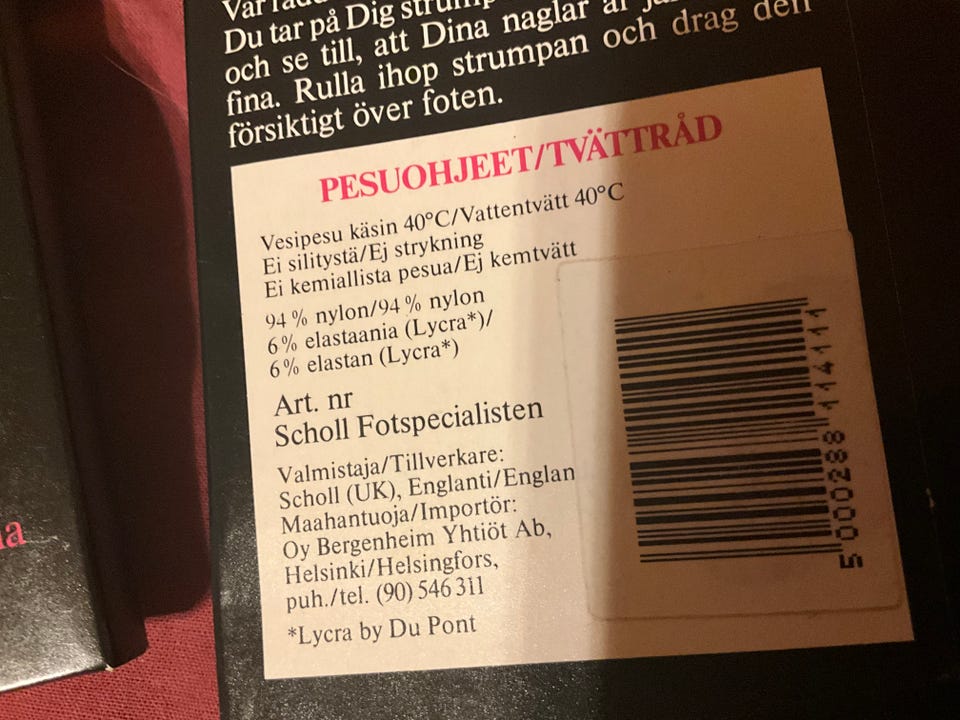 Du tar på Dig
och se till, att Dina naglar är
fina. Rulla ihop strumpan och drag den
försiktigt över foten.
PESUOHJEET/TVÄTTRÅD
Vesipesu käsin 40°C/Vattentvätt 40°C
Ei silitystä/Ej strykning
Ei kemiallista pesua/Ej kemtvätt
94 % nylon/94 % nylon
6% elastaania (Lycra*)/
6% elastan (Lycra*)
Art. nr
Scholl Fotspecialisten
Valmistaja/Tillverkare:
Scholl (UK), Englanti/Englan
Maahantuoja/Importör:
Oy Bergenheim Yhtiöt Ab,
Helsinki/Helsingfors,
puh./tel. (90) 546 311
*Lycra by Du Pont
5 000288 114111